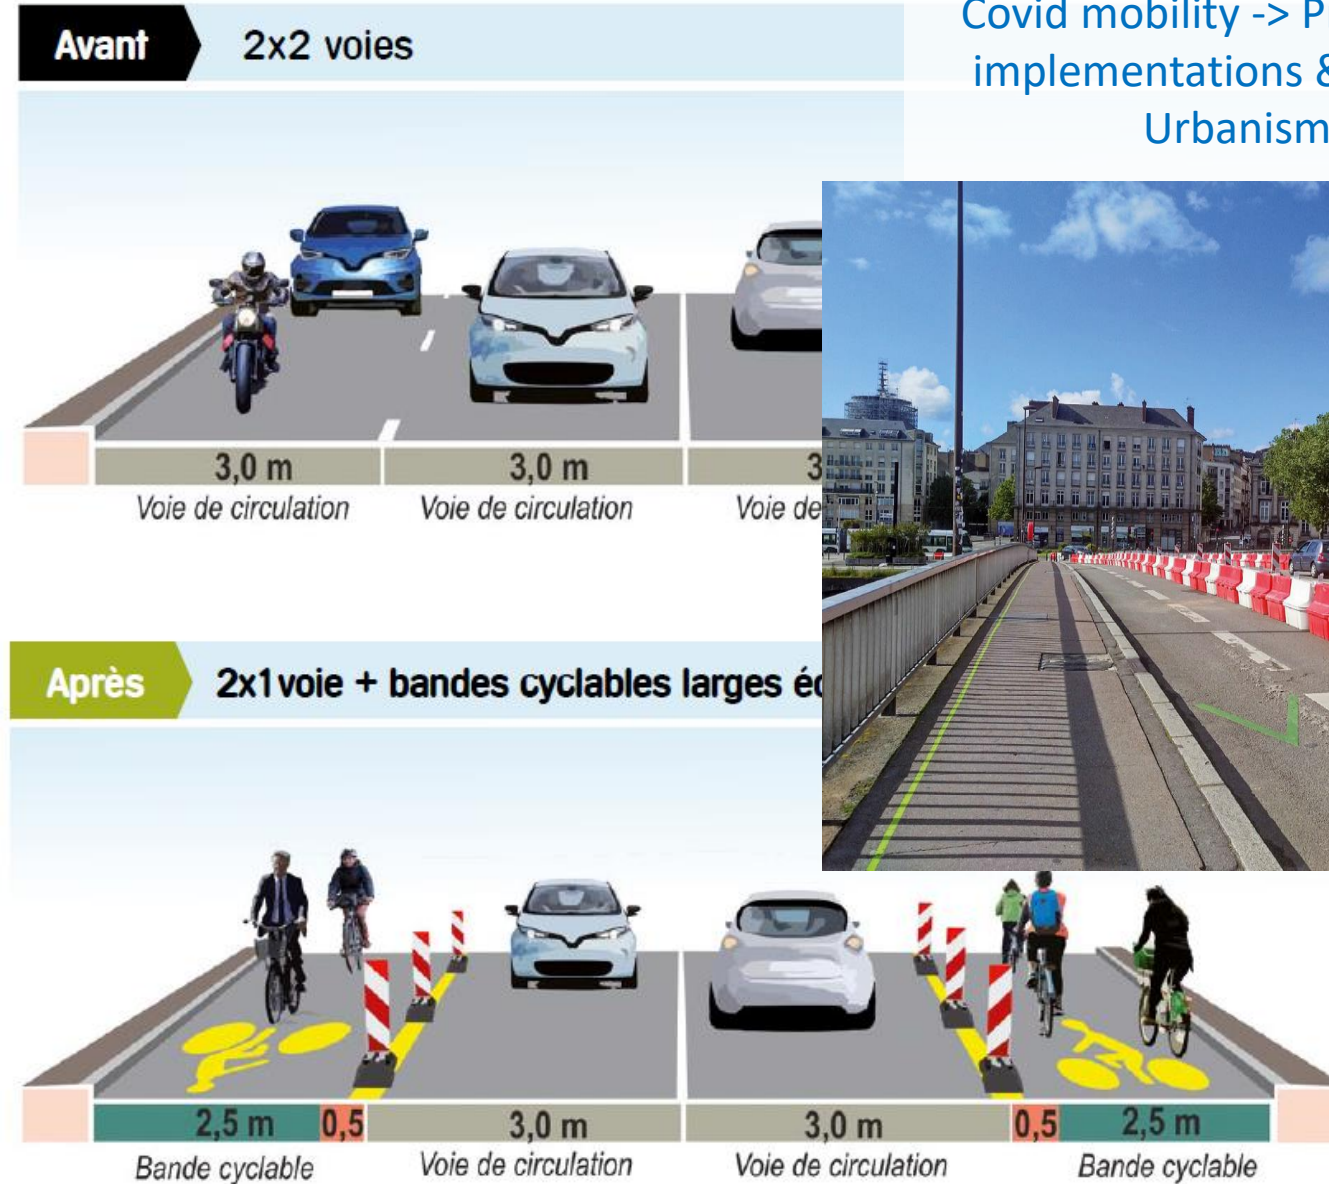 Covid mobility ->
implementations &
Urbanism
Avant 2x2 voies
3,0 m 3,0 m 3
Voie de circulation Voie de circulation Voie de
Après 2x1 voie + bandes cyclables larges
2,5 m 0,5 3,0 m 3,0 m 0,5 2,5 m
Bande cyclable Voie de circulation Voie de circulation Bande cyclable